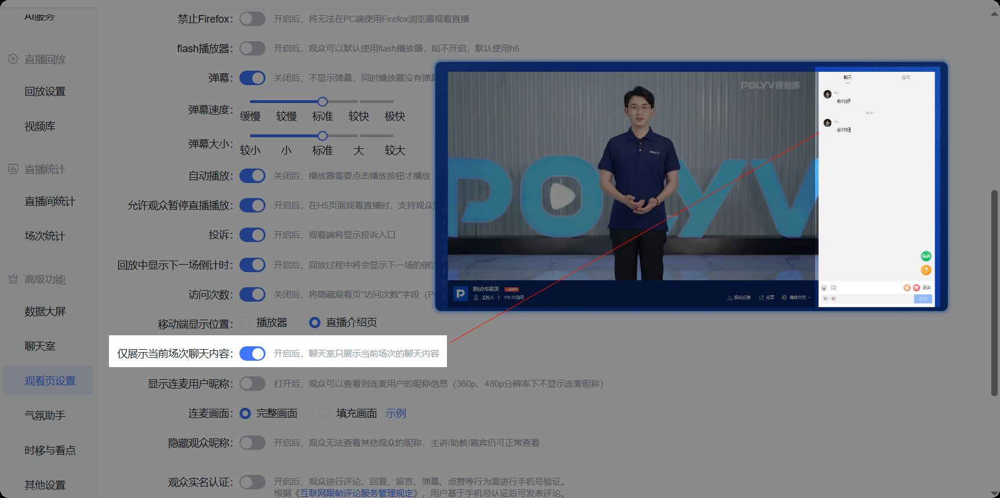 AI服务
直播回放
回放设置
视频库
直播统计
直播间统计
场次统计
高级功能
数据大屏
聊天室
观看页设置
气氛助手
时移与看点
其他设置
禁止Firefox: 开启后，将无法在PC端使用Firefox浏览器观看直播
flash播放器: 开启后，观众可以默认使用flash播放器，如不开启，默认使用h5
弹幕: 关闭后，不显示弹幕，同时播放器没有弹幕
弹幕速度:
缓慢 较慢 标准 较快 极快
弹幕大小:
较小 小 标准 大 较大
自动播放: 关闭后，播放器需要点击播放按钮才播放
允许观众暂停直播播放: 开启后，在H5页面观看直播时，支持观众
投诉: 开启后，观看端将显示投诉入口
回放中显示下一场倒计时: 开启后，回放过程中将会显示下一场的倒计
访问次数: 关闭后，将隐藏观看页"访问次数"字段（P
移动端显示位置: 播放器 直播介绍页
仅展示当前场次聊天内容: 开启后，聊天室只展示当前场次的聊天内容
显示连麦用户昵称: 打开后，观众可以查看到连麦用户的昵称信息（360p、480p分辨率下不显示连麦昵称）
连麦画面: 完整画面 填充画面 示例
隐藏观众昵称: 开启后，观众无法查看其他观众的昵称，主讲/助教/嘉宾仍可正常查看
观众实名认证: 开启后，观众进行评论、回复、留言、弹幕、点赞等行为需进行手机号验证。
根据《互联网跟帖评论服务管理规定》，用户基于手机号认证后可发表评论。
POLYV保利威
POLYV
POLYV
测试纯视频
主持人 | 119 次访问
投诉反馈 分享 简体中文
聊天 提问
老师好
14:37
老师好
Get
更多
聊一聊
发送